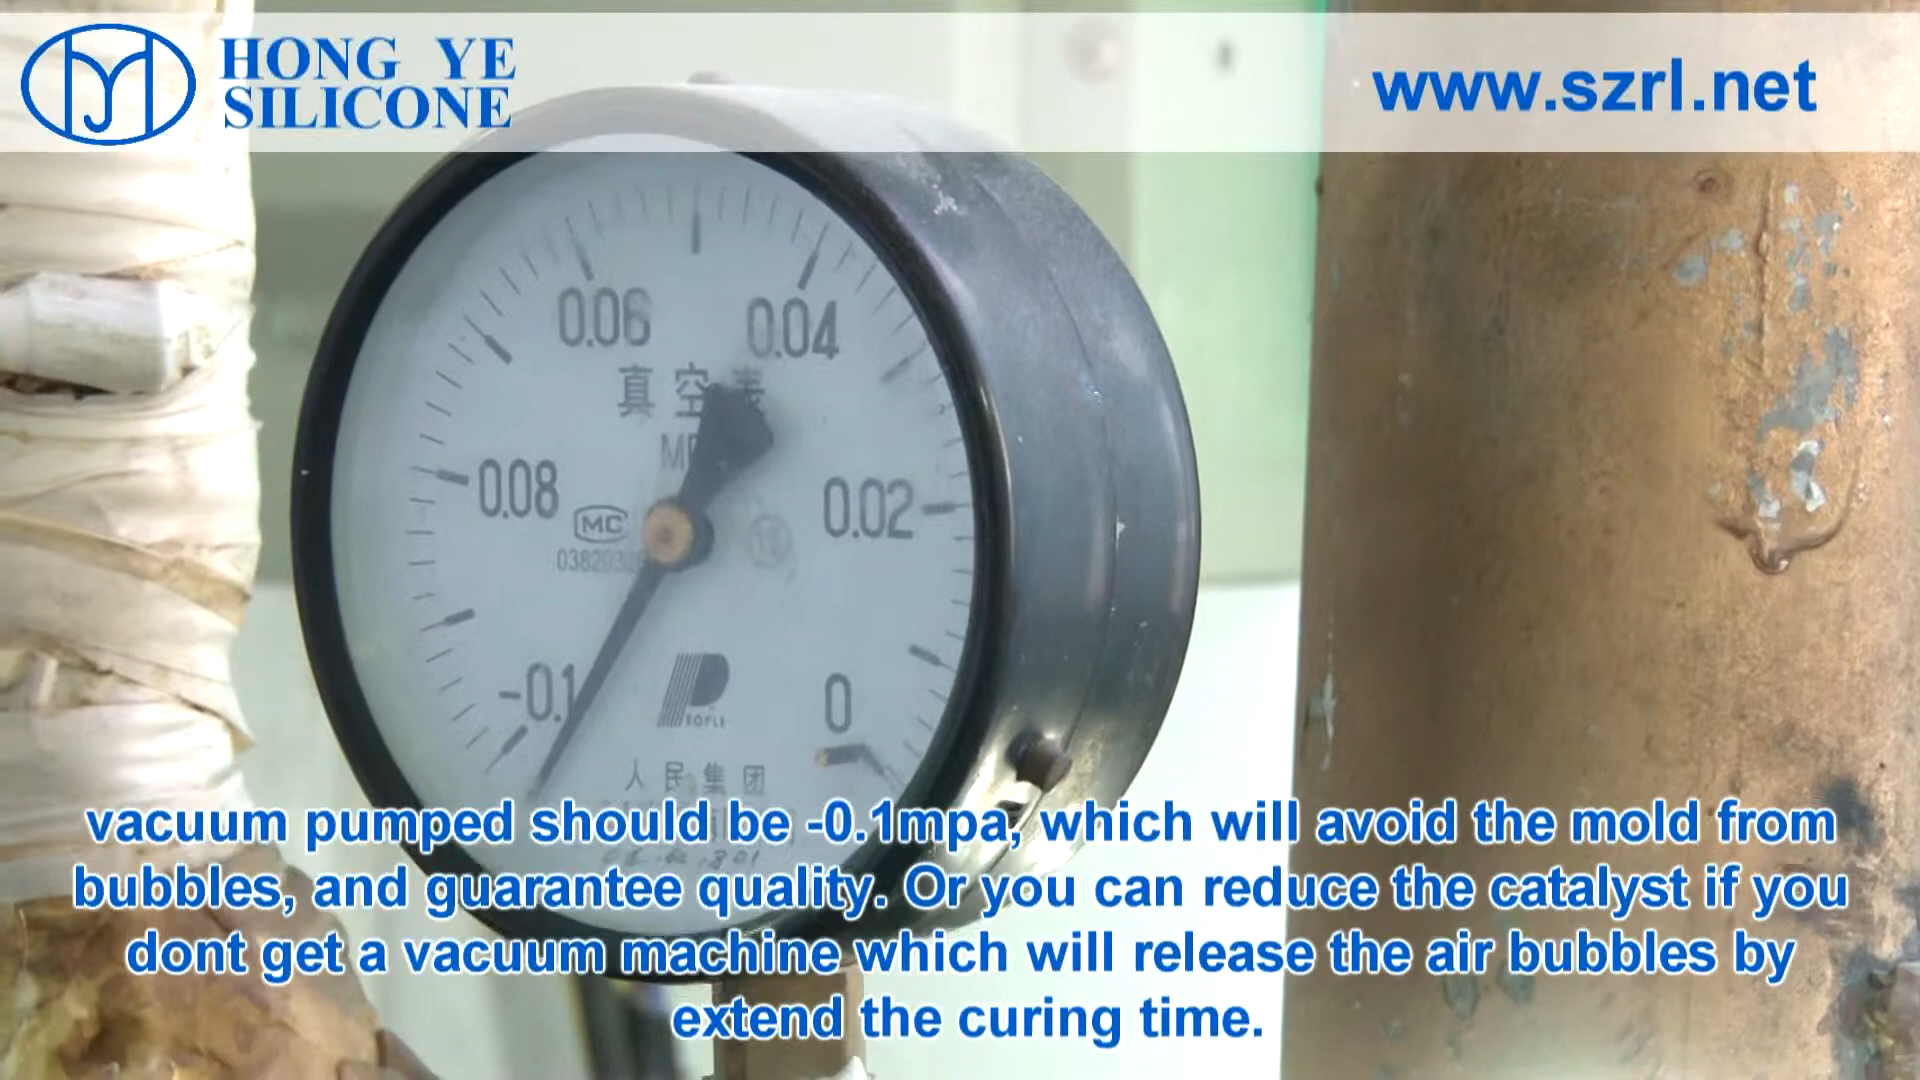 HONG YE
SILICONE
www.szrl.net
0.06
0.04
真空表
0.08
0.02
MC
-0.1
0
PEOPLE
人民集团
vacuum pumped should be -0.1mpa, which will avoid the mold from
bubbles, and guarantee quality. Or you can reduce the catalyst if you
dont get a vacuum machine which will release the air bubbles by
extend the curing time.